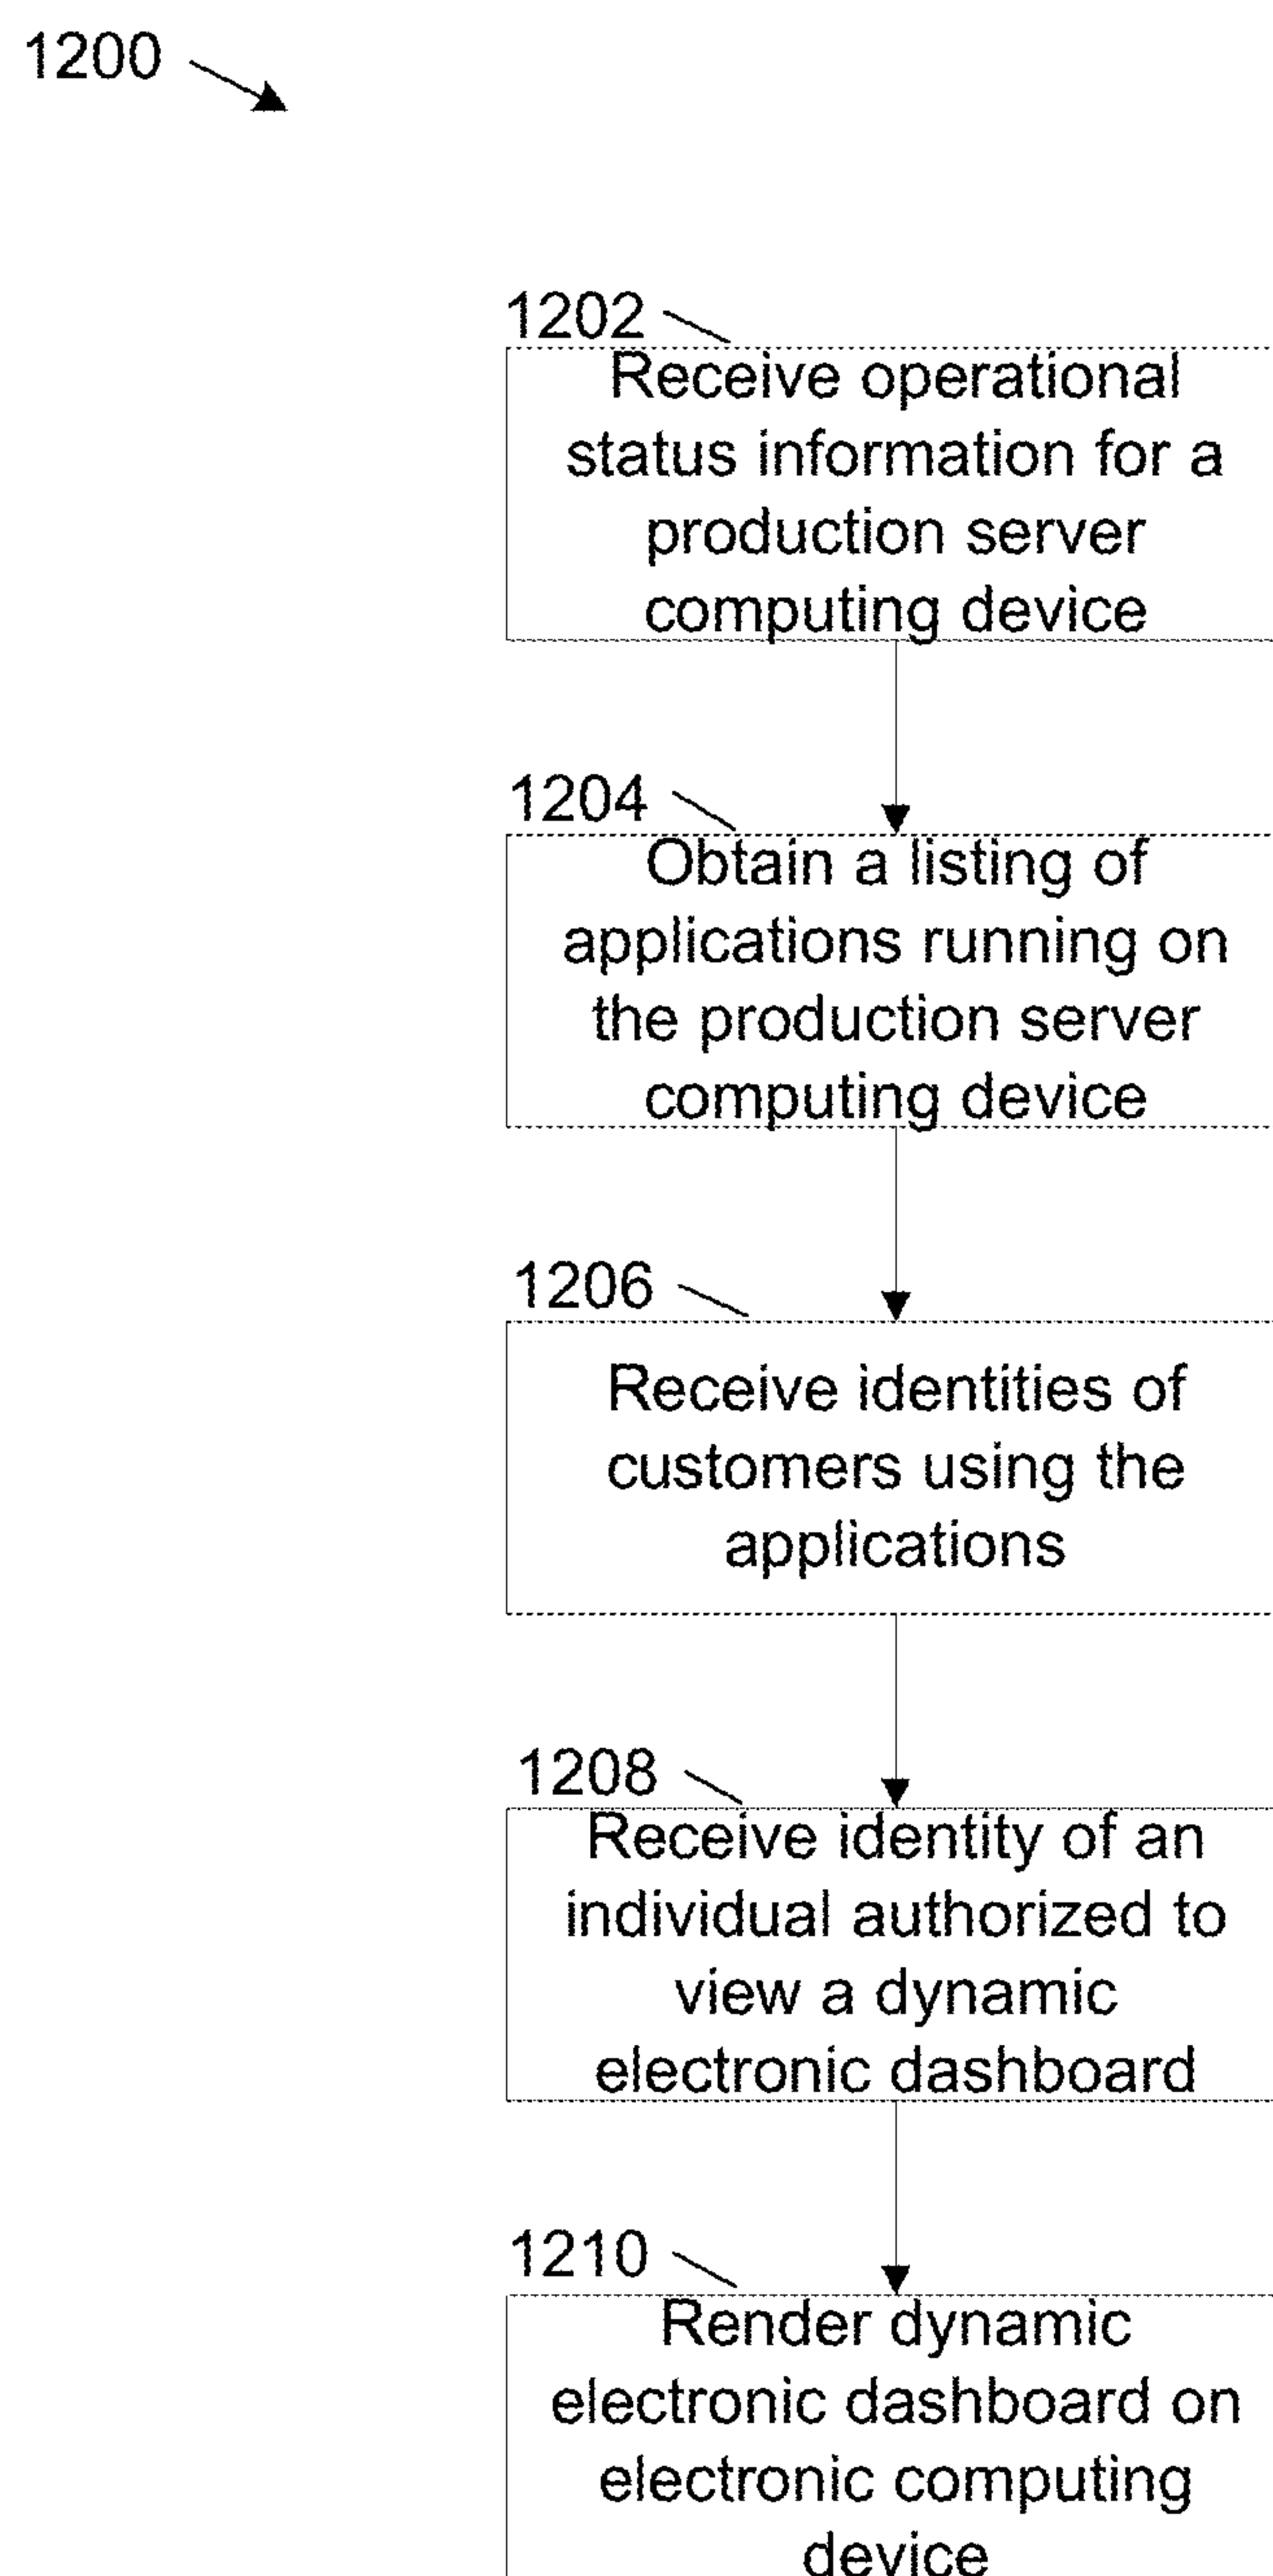 1200
1202
Receive operational
status information for a
production server
computing device
1204
Obtain a listing of
applications running on
the production server
computing device
1206
Receive identities of
customers using the
applications
1208
Receive identity of an
individual authorized to
view a dynamic
electronic dashboard
1210
Render dynamic
electronic dashboard on
electronic computing
device